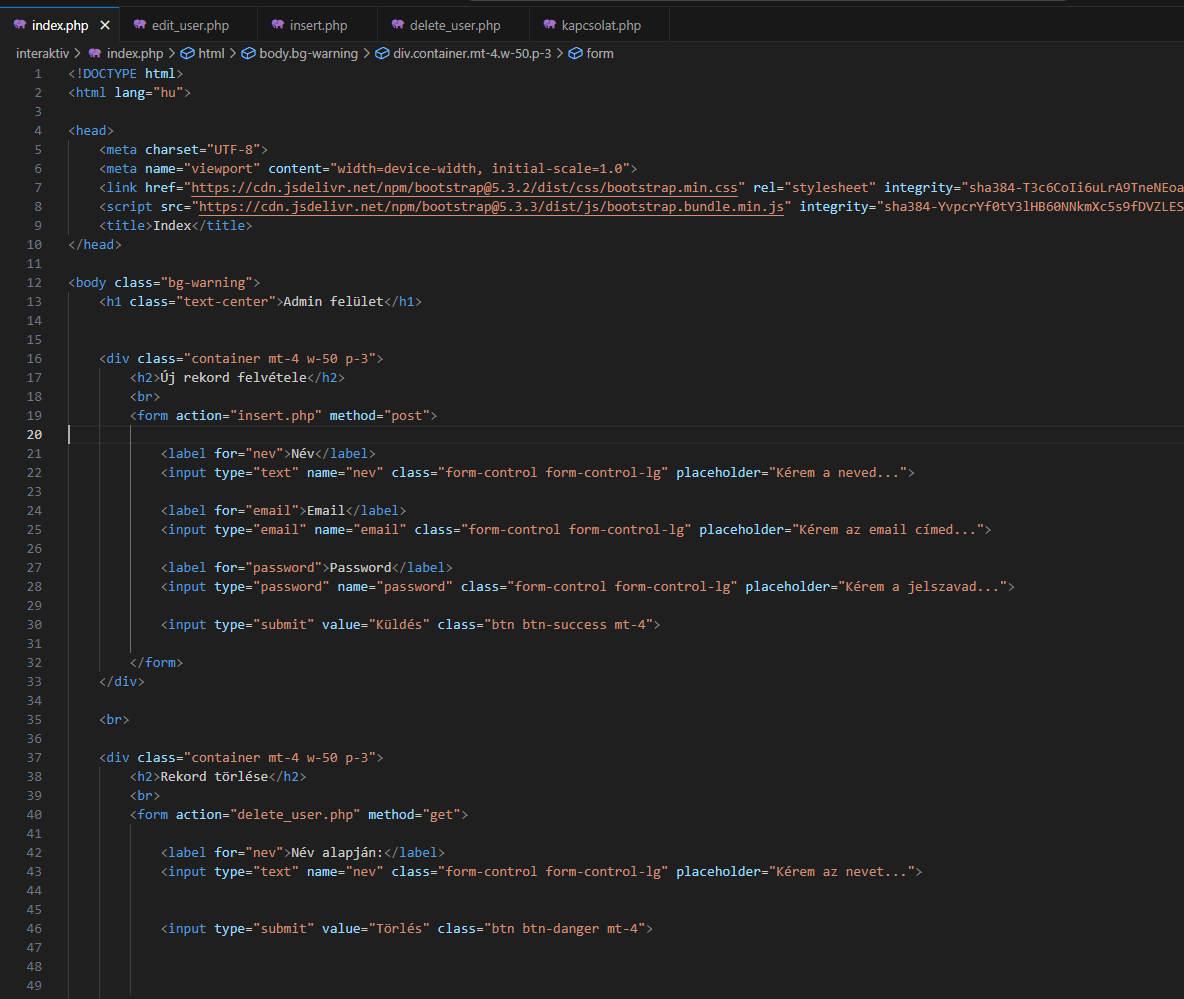 index.php
edit_user.php
insert.php
delete_user.php
kapcsolat.php
interaktiv > index.php > html > body.bg-warning > div.container.mt-4.w-50.p-3 > form
1 <!DOCTYPE html>
2 <html lang="hu">
3
4 <head>
5 <meta charset="UTF-8">
6 <meta name="viewport" content="width=device-width, initial-scale=1.0">
7 <link href="https://cdn.jsdelivr.net/npm/bootstrap@5.3.2/dist/css/bootstrap.min.css" rel="stylesheet" integrity="sha384-T3c6CoIi6uLrA9TneNEoa
8 <script src="https://cdn.jsdelivr.net/npm/bootstrap@5.3.3/dist/js/bootstrap.bundle.min.js" integrity="sha384-YvpcrYf0tY3lHB60NNkmXc5s9fDVZLES
9 <title>Index</title>
10 </head>
11
12 <body class="bg-warning">
13 <h1 class="text-center">Admin felület</h1>
14
15
16 <div class="container mt-4 w-50 p-3">
17 <h2>Új rekord felvétele</h2>
18 <br>
19 <form action="insert.php" method="post">
20
21 <label for="nev">Név</label>
22 <input type="text" name="nev" class="form-control form-control-lg" placeholder="Kérem a neved...">
23
24 <label for="email">Email</label>
25 <input type="email" name="email" class="form-control form-control-lg" placeholder="Kérem az email címed...">
26
27 <label for="password">Password</label>
28 <input type="password" name="password" class="form-control form-control-lg" placeholder="Kérem a jelszavad...">
29
30 <input type="submit" value="Küldés" class="btn btn-success mt-4">
31
32 </form>
33 </div>
34
35 <br>
36
37 <div class="container mt-4 w-50 p-3">
38 <h2>Rekord törlése</h2>
39 <br>
40 <form action="delete_user.php" method="get">
41
42 <label for="nev">Név alapján:</label>
43 <input type="text" name="nev" class="form-control form-control-lg" placeholder="Kérem az nevet...">
44
45
46 <input type="submit" value="Törlés" class="btn btn-danger mt-4">
47
48
49